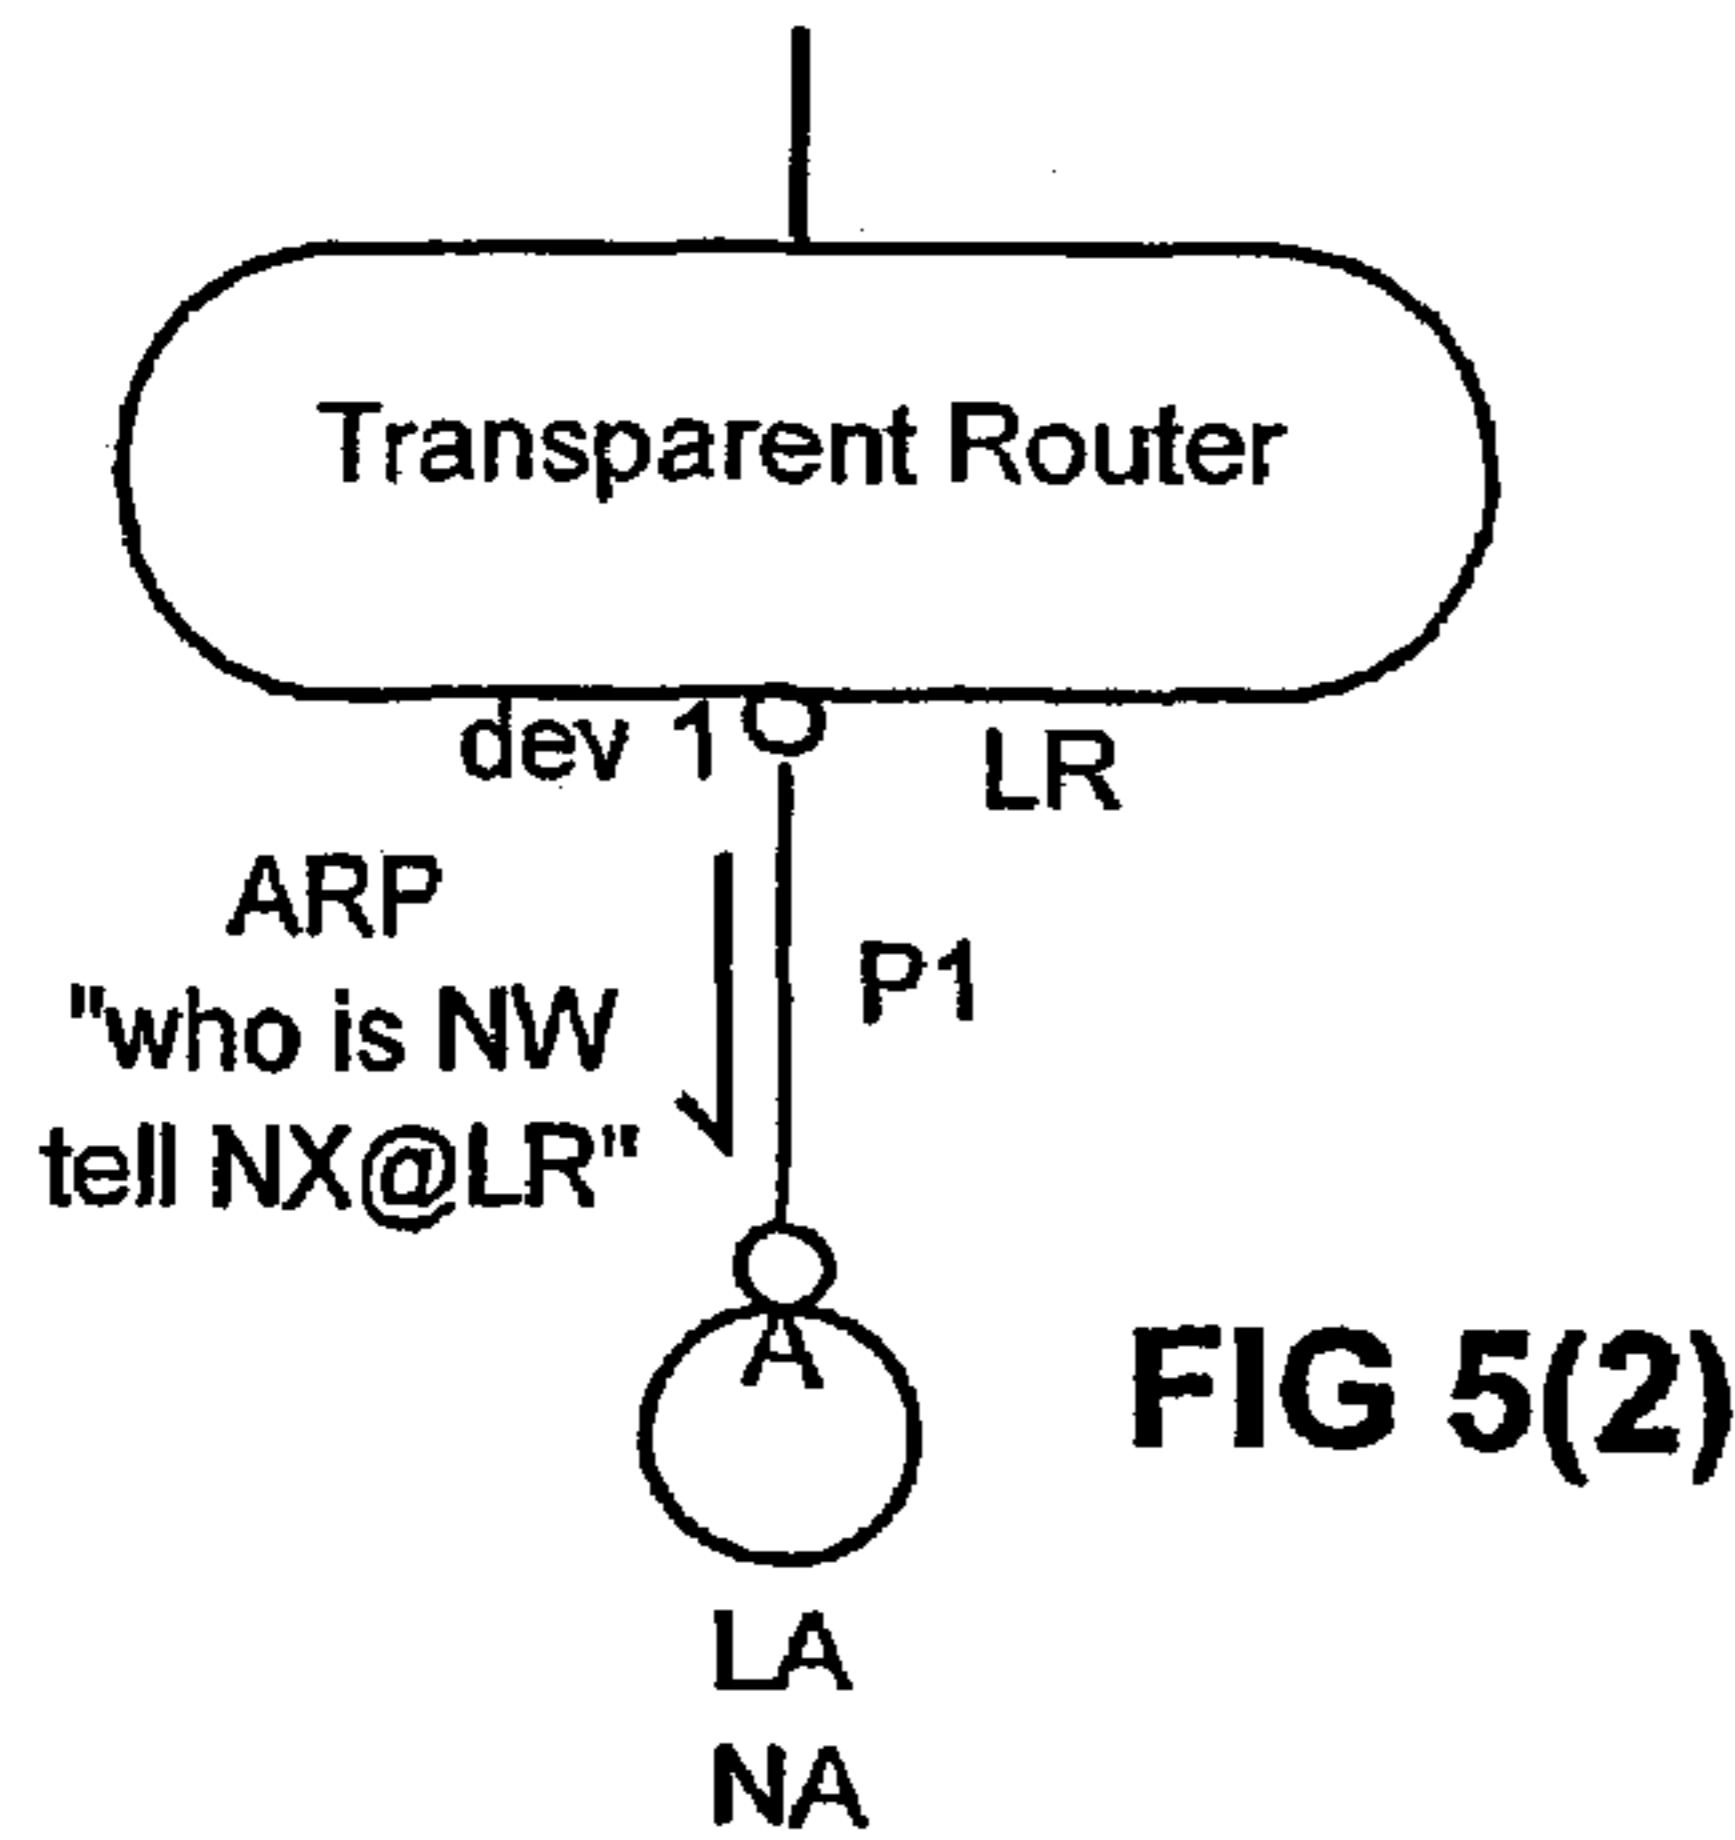 Transparent Router
dev 1
LR
ARP
"who is NW
tell NX@LR"
P1
A
FIG 5(2)
LA
NA